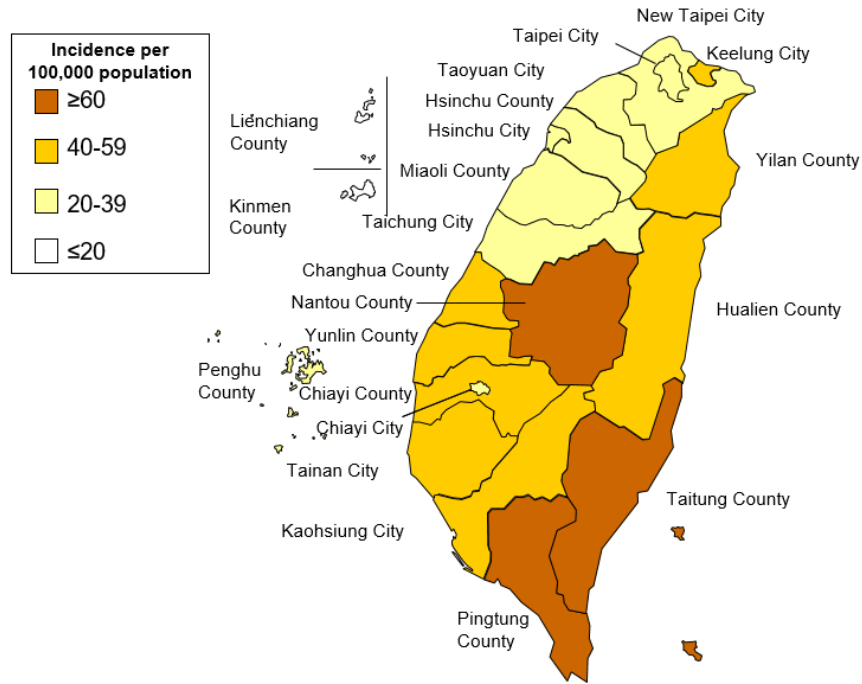 Incidence per
100,000 population
≥60
40-59
20-39
≤20
New Taipei City
Taipei City
Keelung City
Taoyuan City
Hsinchu County
Hsinchu City
Lienchiang
County
Miaoli County
Yilan County
Kinmen
County
Taichung City
Changhua County
Nantou County
Hualien County
Yunlin County
Penghu
County
Chiayi County
Chiayi City
Tainan City
Taitung County
Kaohsiung City
Pingtung
County